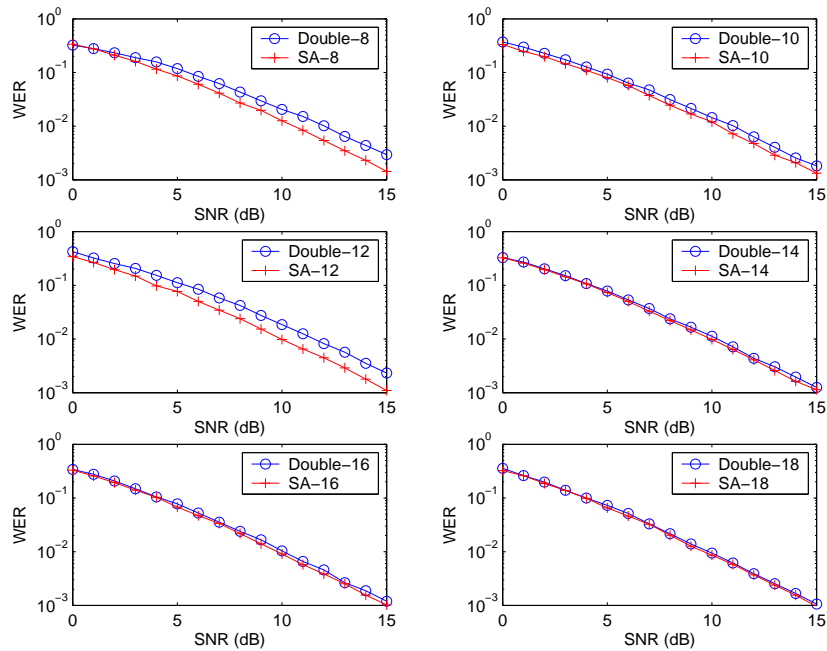 10^0
10^-1
10^-2
10^-3
WER
0
5
10
15
SNR (dB)
Double-8
SA-8
10^0
10^-1
10^-2
10^-3
WER
0
5
10
15
SNR (dB)
Double-10
SA-10
10^0
10^-1
10^-2
10^-3
WER
0
5
10
15
SNR (dB)
Double-12
SA-12
10^0
10^-1
10^-2
10^-3
WER
0
5
10
15
SNR (dB)
Double-14
SA-14
10^0
10^-1
10^-2
10^-3
WER
0
5
10
15
SNR (dB)
Double-16
SA-16
10^0
10^-1
10^-2
10^-3
WER
0
5
10
15
SNR (dB)
Double-18
SA-18